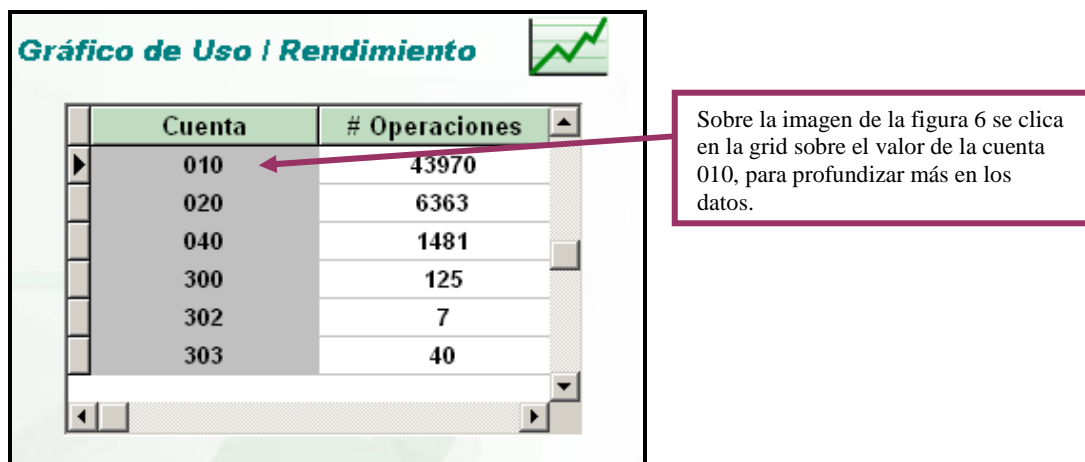 Gráfico de Uso / Rendimiento
Cuenta # Operaciones
010 43970
020 6363
040 1481
300 125
302 7
303 40
Sobre la imagen de la figura 6 se clica
en la grid sobre el valor de la cuenta
010, para profundizar más en los
datos.